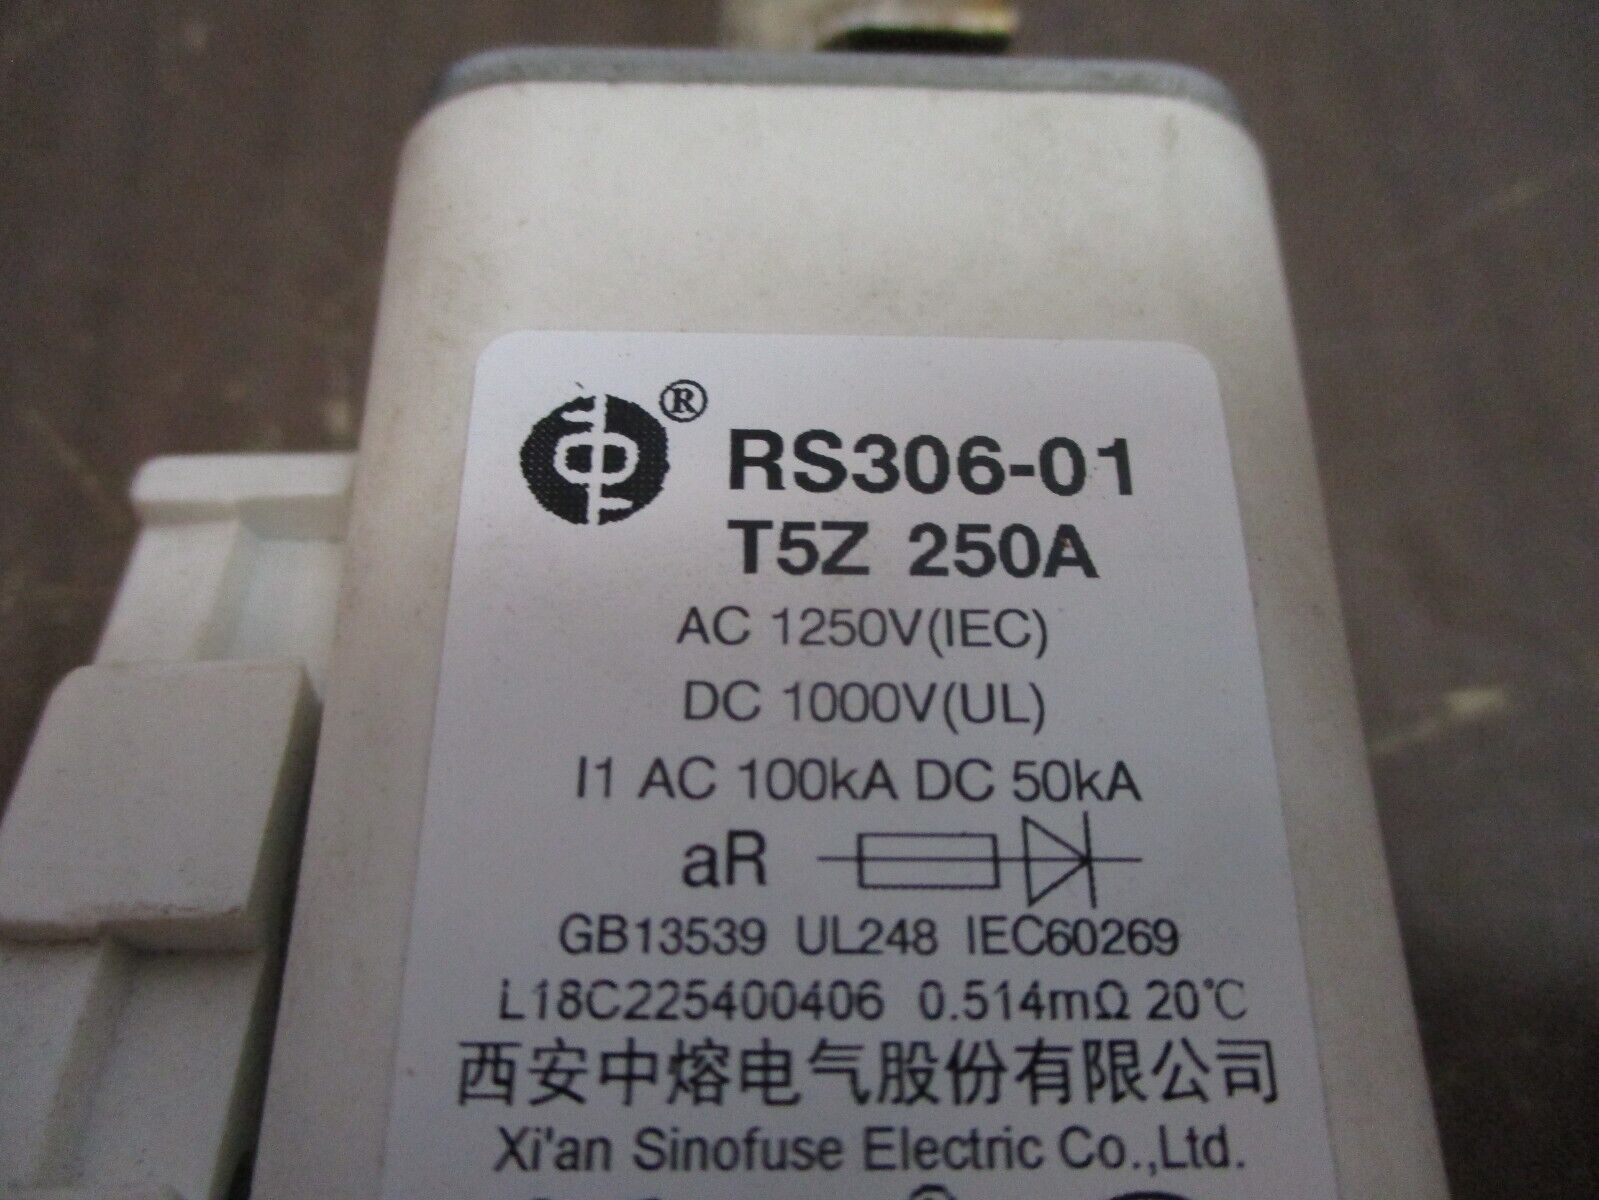 ®
RS306-01
T5Z 250A
AC 1250V(IEC)
DC 1000V(UL)
I1 AC 100kA DC 50kA
aR
GB13539 UL248 IEC60269
L18C225400406 0.514mΩ 20℃
西安中熔电气股份有限公司
Xi'an Sinofuse Electric Co.,Ltd.